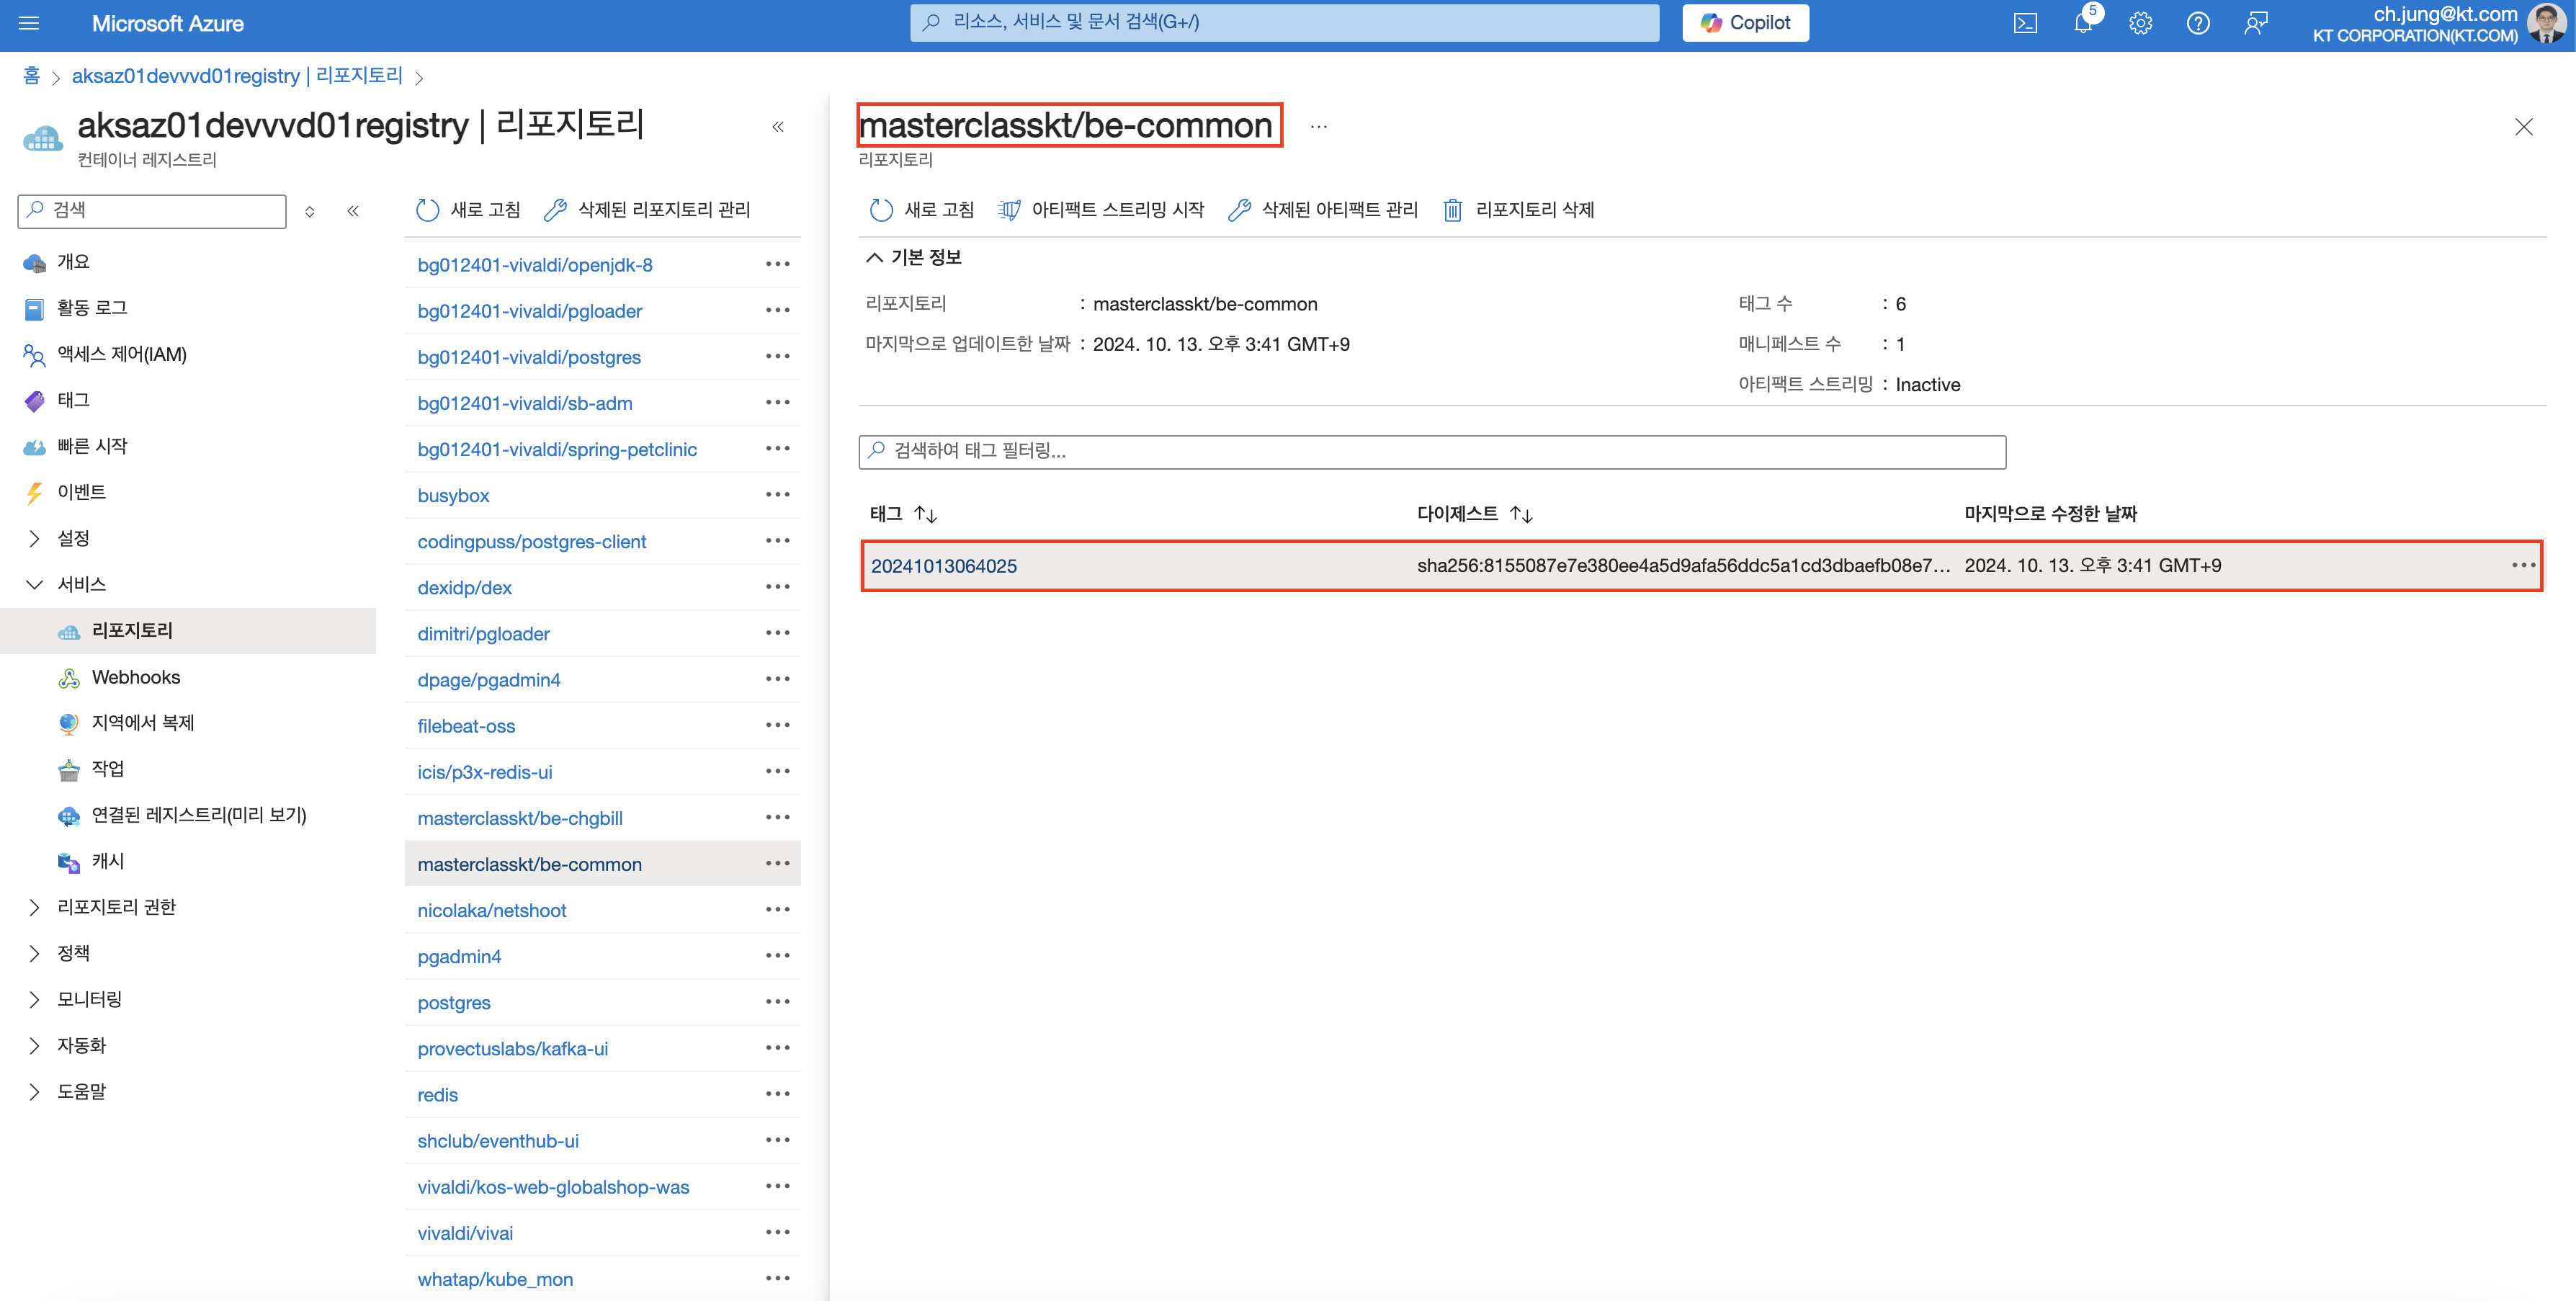 Microsoft Azure
리소스, 서비스 및 문서 검색(G+/)
Copilot
5
ch.jung@kt.com
KT CORPORATION(KT.COM)
홈 > aksaz01devvvd01registry | 리포지토리 >
aksaz01devvvd01registry | 리포지토리
컨테이너 레지스트리
검색
개요
활동 로그
액세스 제어(IAM)
태그
빠른 시작
이벤트
설정
서비스
리포지토리
Webhooks
지역에서 복제
작업
연결된 레지스트리(미리 보기)
캐시
리포지토리 권한
정책
모니터링
자동화
도움말
새로 고침 삭제된 리포지토리 관리
bg012401-vivaldi/openjdk-8
bg012401-vivaldi/pgloader
bg012401-vivaldi/postgres
bg012401-vivaldi/sb-adm
bg012401-vivaldi/spring-petclinic
busybox
codingpuss/postgres-client
dexidp/dex
dimitri/pgloader
dpage/pgadmin4
filebeat-oss
icis/p3x-redis-ui
masterclasskt/be-chgbill
masterclasskt/be-common
nicolaka/netshoot
pgadmin4
postgres
provectuslabs/kafka-ui
redis
shclub/eventhub-ui
vivaldi/kos-web-globalshop-was
vivaldi/vivai
whatap/kube_mon
masterclasskt/be-common ...
리포지토리
새로 고침 아티팩트 스트리밍 시작 삭제된 아티팩트 관리 리포지토리 삭제
기본 정보
리포지토리 : masterclasskt/be-common
마지막으로 업데이트한 날짜 : 2024. 10. 13. 오후 3:41 GMT+9
태그 수 : 6
매니페스트 수 : 1
아티팩트 스트리밍 : Inactive
검색하여 태그 필터링...
태그 ↑↓ 다이제스트 ↑↓ 마지막으로 수정한 날짜
20241013064025 sha256:8155087e7e380ee4a5d9afa56ddc5a1cd3dbaefb08e7... 2024. 10. 13. 오후 3:41 GMT+9